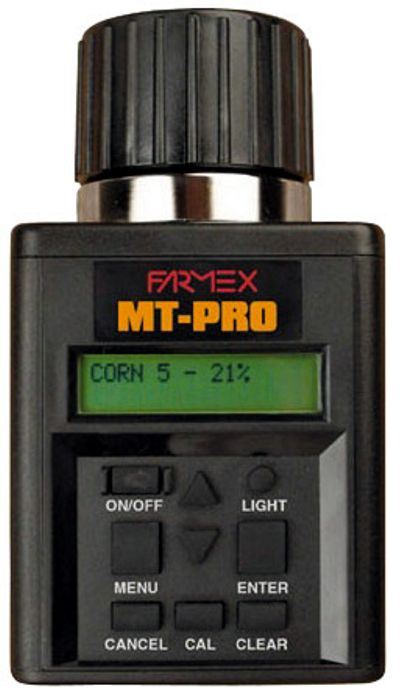 FARMEX
MT-PRO
CORN 5 - 21%
ON/OFF LIGHT
MENU ENTER
CANCEL CAL CLEAR